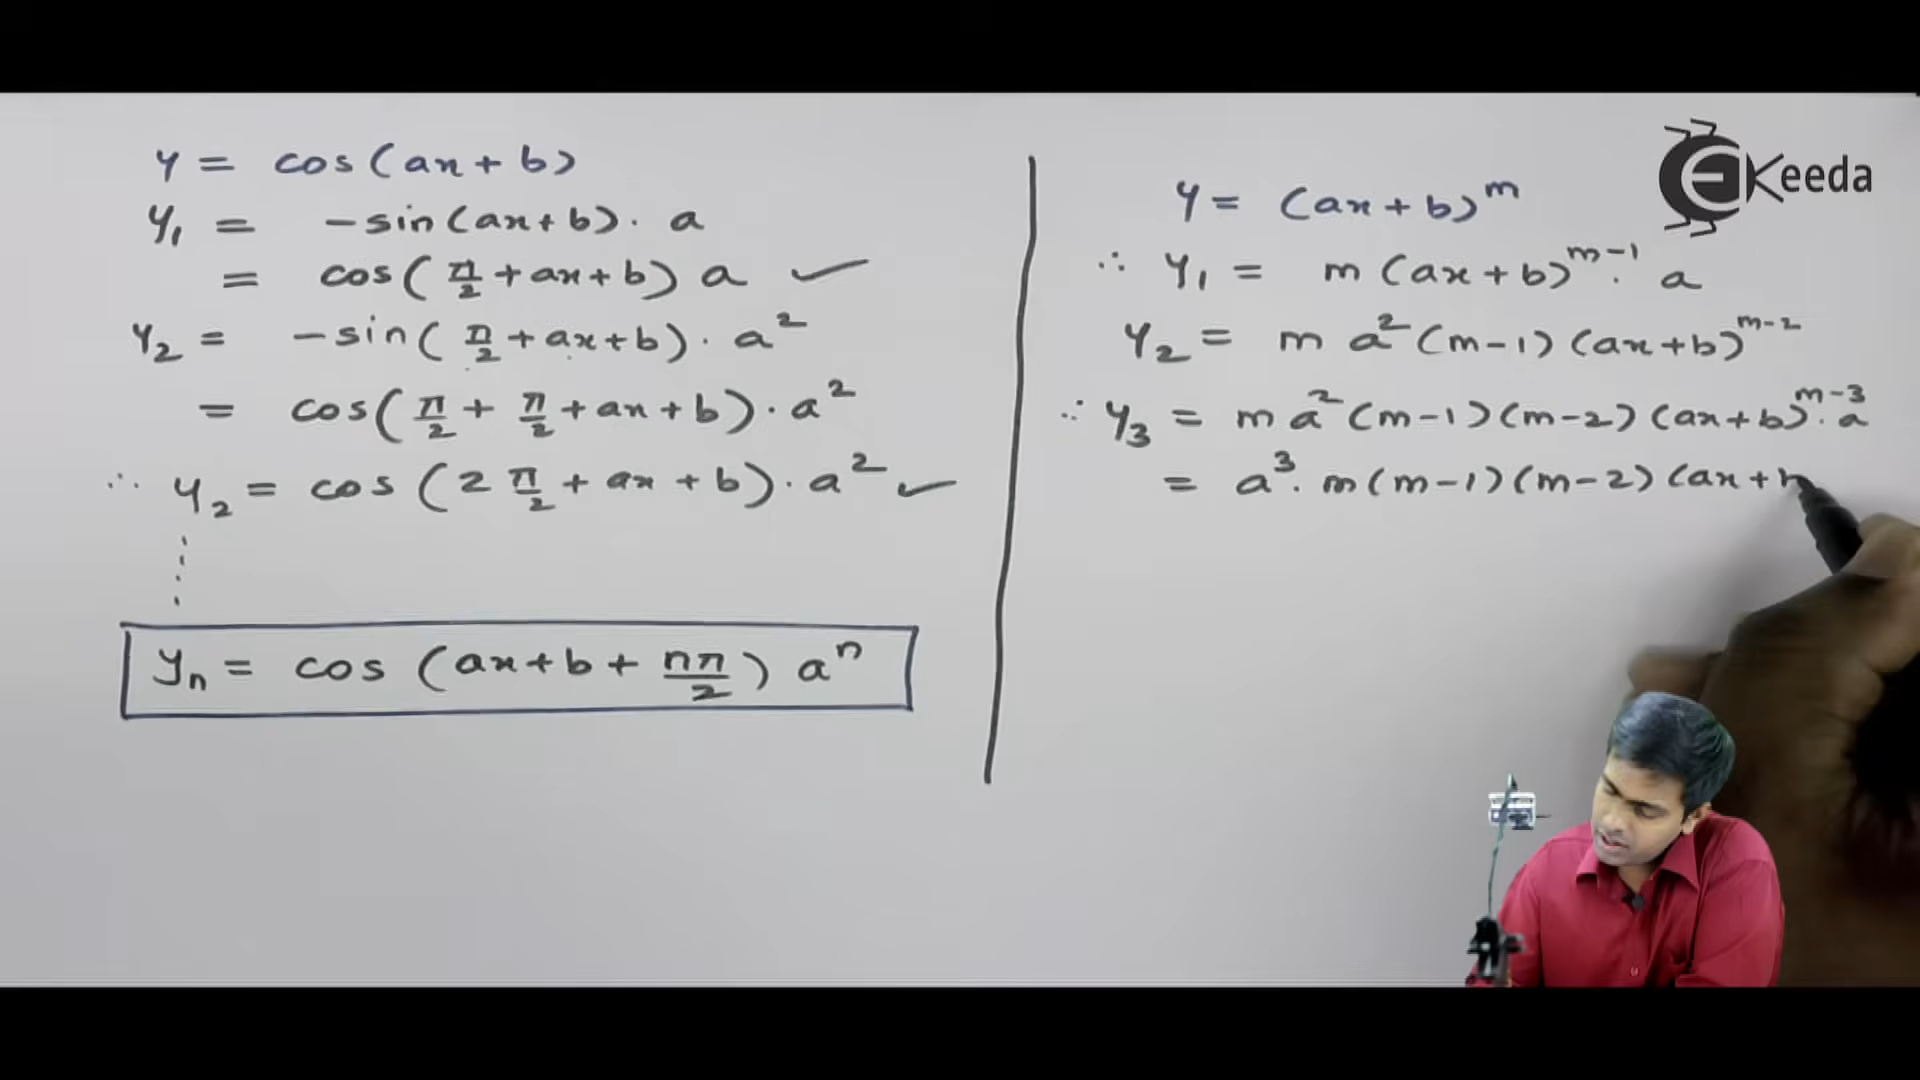 y = cos(ax + b)
y₁ = -sin(ax+b) · a
= cos(π/2 + ax+b) a ✓
y₂ = -sin(π/2 + ax+b) · a²
= cos(π/2 + π/2 + ax+b) · a²
∴ y₂ = cos(2 π/2 + ax + b) · a² ✓
yₙ = cos(ax+b + nπ/2) aⁿ
y = (ax + b)ᵐ
∴ y₁ = m (ax+b)ᵐ⁻¹ · a
y₂ = m a² (m-1) (ax+b)ᵐ⁻²
∴ y₃ = m a² (m-1)(m-2) (ax+b)ᵐ⁻³ · a
= a³ · m(m-1)(m-2) (ax+
EKeeda